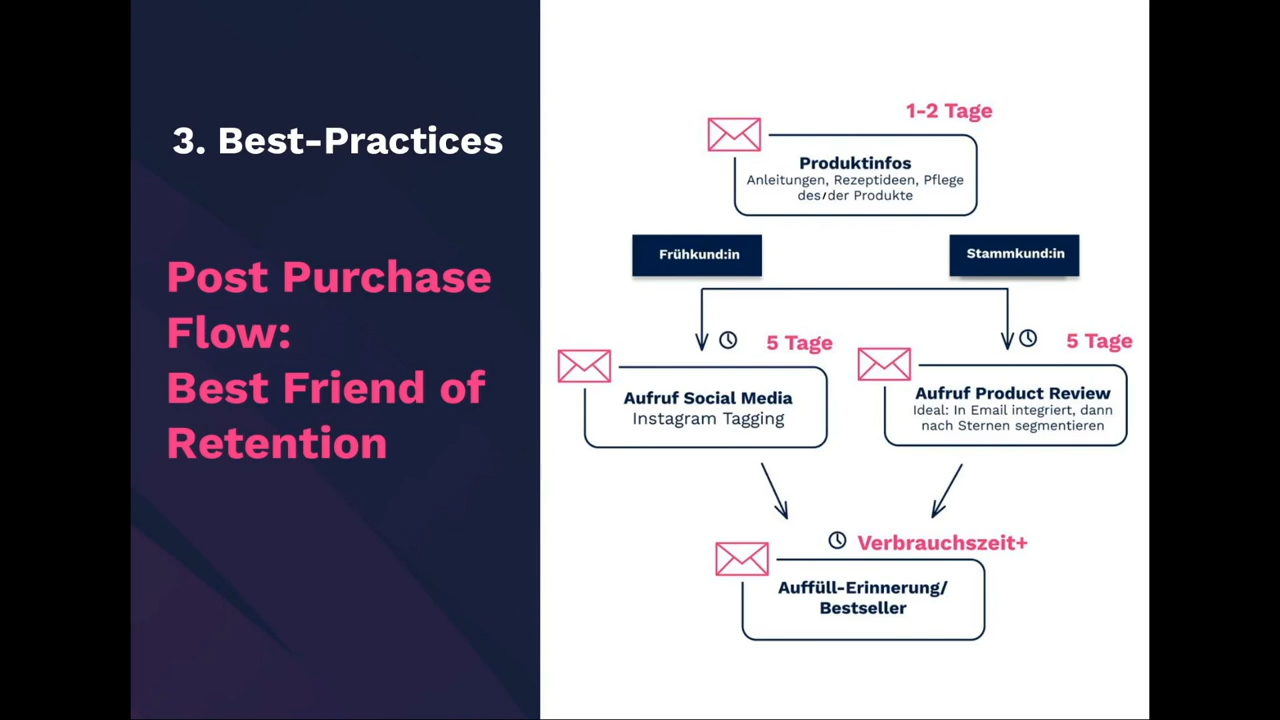 3. Best-Practices
Post Purchase
Flow:
Best Friend of
Retention
1-2 Tage
Produktinfos
Anleitungen, Rezeptideen, Pflege
des/der Produkte
Frühkund:in
Stammkund:in
5 Tage
Aufruf Social Media
Instagram Tagging
5 Tage
Aufruf Product Review
Ideal: In Email integriert, dann
nach Sternen segmentieren
Verbrauchszeit+
Auffüll-Erinnerung/
Bestseller